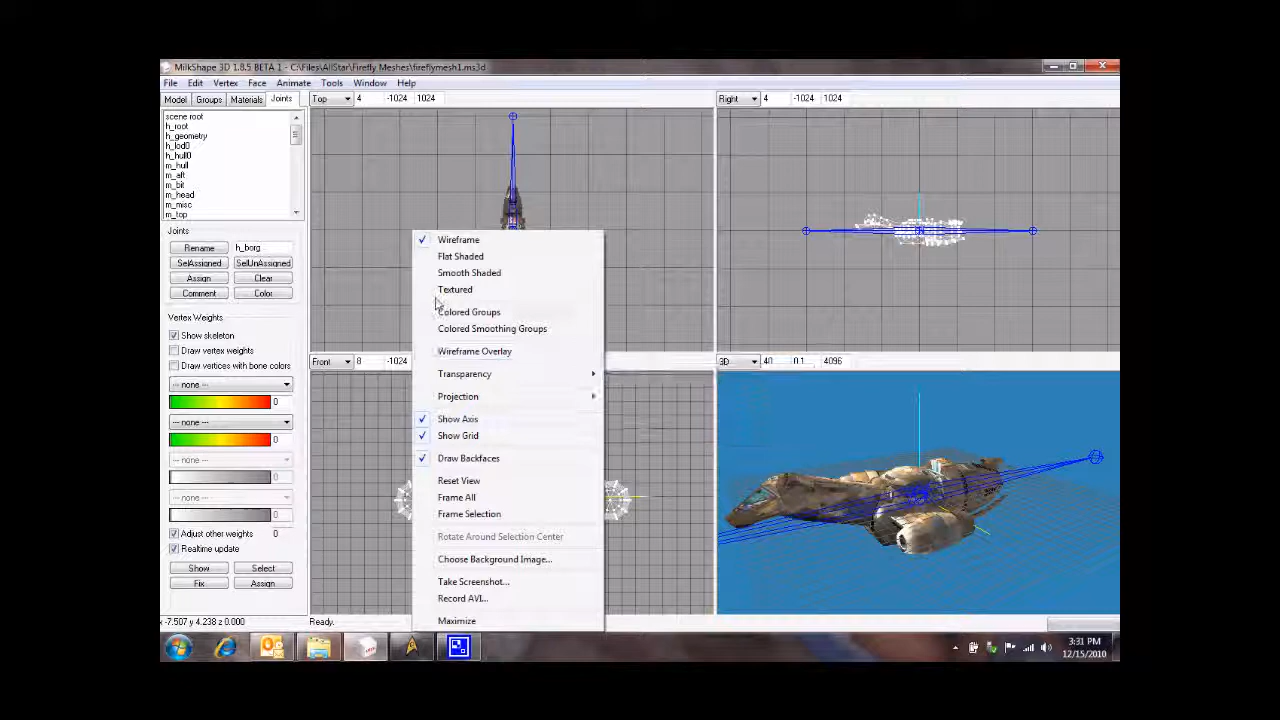 MilkShape 3D 1.8.5 BETA 1 - C:\Files\AllStar\Firefly Meshes\fireflymesh1.ms3d
File Edit Vertex Face Animate Tools Window Help
Model Groups Materials Joints
Top 4 -1024 1024
Right 4 -1024 1024
scene root
h_root
h_geometry
h_lod0
h_hull0
m_hull
m_aft
m_bit
m_head
m_misc
m_top
Joints
Rename h_borg
SelAssigned SelUnAssigned
Assign Clear
Comment Color
Vertex Weights
Show skeleton
Draw vertex weights
Draw vertices with bone colors
-- none --
0
-- none --
0
-- none --
0
-- none --
0
Adjust other weights 0
Realtime update
Show Select
Fix Assign
Wireframe
Flat Shaded
Smooth Shaded
Textured
Colored Groups
Colored Smoothing Groups
Wireframe Overlay
Transparency
Projection
Show Axis
Show Grid
Draw Backfaces
Reset View
Frame All
Frame Selection
Rotate Around Selection Center
Choose Background Image...
Take Screenshot...
Record AVI...
Maximize
Front 8 -1024
3D 40 0.1 4096
x -7.507 y 4.238 z 0.000 Ready.
3:31 PM
12/15/2010